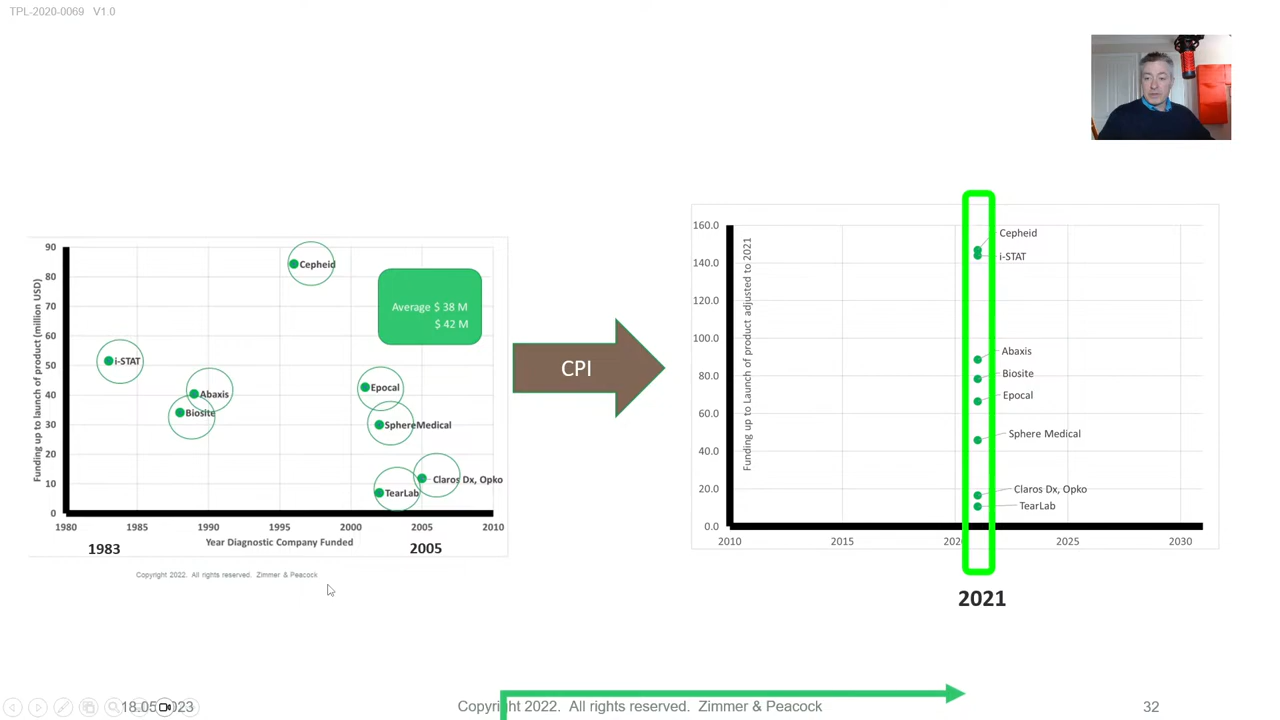 TPL-2020-0069 V1.0
Funding up to launch of product (million USD)
90
80
70
60
50
40
30
20
10
0
Cepheid
i-STAT
Abaxis
Biosite
Epocal
SphereMedical
Claros Dx, Opko
TearLab
Average $ 38 M
$ 42 M
1980 1985 1990 1995 2000 2005 2010
Year Diagnostic Company Funded
1983 2005
Copyright 2022. All rights reserved. Zimmer & Peacock
CPI
Funding up to Launch of product adjusted to 2021
160.0
140.0
120.0
100.0
80.0
60.0
40.0
20.0
0.0
Cepheid
i-STAT
Abaxis
Biosite
Epocal
Sphere Medical
Claros Dx, Opko
TearLab
2010 2015 2020 2025 2030
2021
Copyright 2022. All rights reserved. Zimmer & Peacock
32